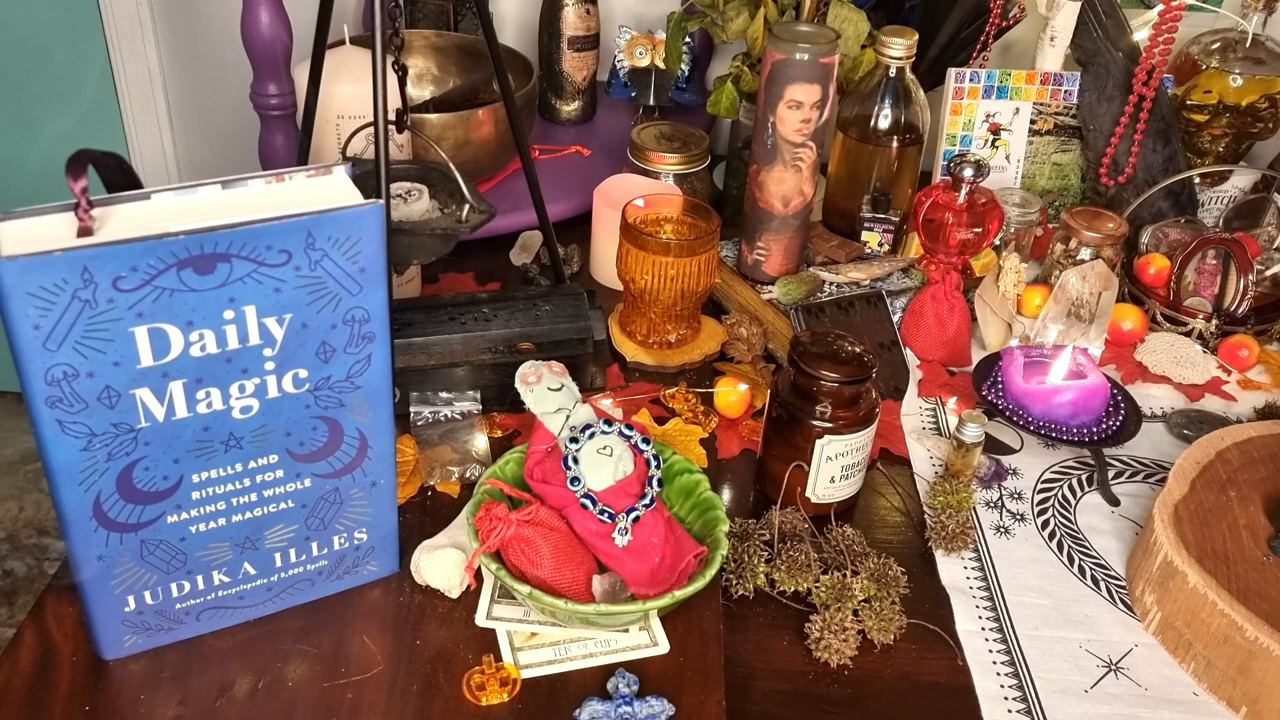 Daily
Magic
SPELLS AND
RITUALS FOR
MAKING THE WHOLE
YEAR MAGICAL
JUDIKA ILLES
Author of Encyclopedia of 5,000 Spells
TEN OF CUPS
APOTHECARY
TOBACCO
& PATCHOULI
WITCH